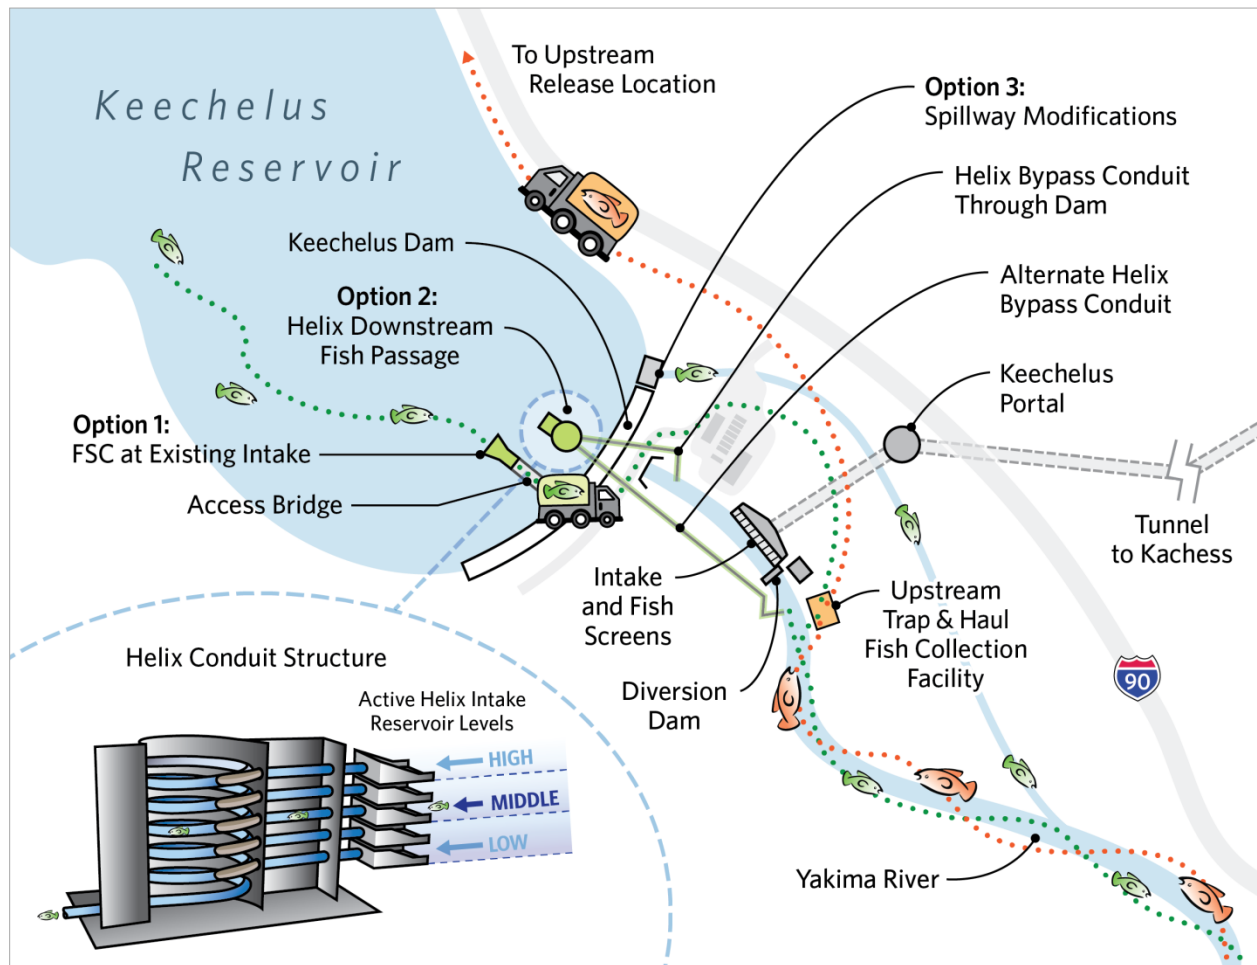 To Upstream
Release Location
Keechelus
Reservoir
Option 3:
Spillway Modifications
Helix Bypass Conduit
Through Dam
Keechelus Dam
Option 2:
Helix Downstream
Fish Passage
Alternate Helix
Bypass Conduit
Keechelus
Portal
Option 1:
FSC at Existing Intake
Access Bridge
Tunnel
to Kachess
Intake
and Fish
Screens
Upstream
Trap & Haul
Fish Collection
Facility
Diversion
Dam
90
Helix Conduit Structure
Active Helix Intake
Reservoir Levels
HIGH
MIDDLE
LOW
Yakima River